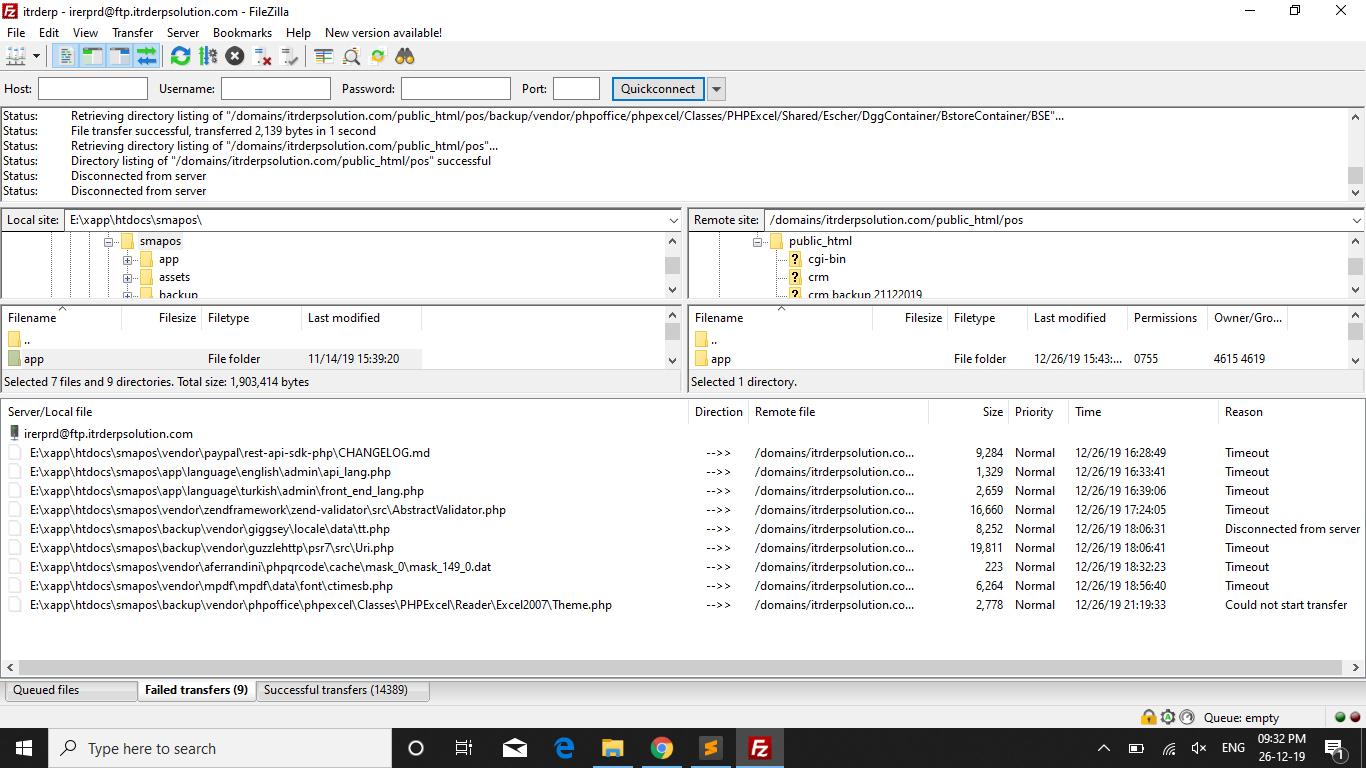 itrderp - irerprd@ftp.itrderpsolution.com - FileZilla
File Edit View Transfer Server Bookmarks Help New version available!
Host: Username: Password: Port: Quickconnect
Status: Retrieving directory listing of "/domains/itrderpsolution.com/public_html/pos/backup/vendor/phpoffice/phpexcel/Classes/PHPExcel/Shared/Escher/DggContainer/BstoreContainer/BSE"...
Status: File transfer successful, transferred 2,139 bytes in 1 second
Status: Retrieving directory listing of "/domains/itrderpsolution.com/public_html/pos"...
Status: Directory listing of "/domains/itrderpsolution.com/public_html/pos" successful
Status: Disconnected from server
Status: Disconnected from server
Local site: E:\xapp\htdocs\smapos\
smapos
app
assets
backup
Filename Filesize Filetype Last modified
..
app File folder 11/14/19 15:39:20
Selected 7 files and 9 directories. Total size: 1,903,414 bytes
Remote site: /domains/itrderpsolution.com/public_html/pos
public_html
? cgi-bin
? crm
? crm backup 21122019
Filename Filesize Filetype Last modified Permissions Owner/Gro...
..
app File folder 12/26/19 15:43:... 0755 4615 4619
Selected 1 directory.
Server/Local file Direction Remote file Size Priority Time Reason
irerprd@ftp.itrderpsolution.com
E:\xapp\htdocs\smapos\vendor\paypal\rest-api-sdk-php\CHANGELOG.md -->> /domains/itrderpsolution.co... 9,284 Normal 12/26/19 16:28:49 Timeout
E:\xapp\htdocs\smapos\app\language\english\admin\api_lang.php -->> /domains/itrderpsolution.co... 1,329 Normal 12/26/19 16:33:41 Timeout
E:\xapp\htdocs\smapos\app\language\turkish\admin\front_end_lang.php -->> /domains/itrderpsolution.co... 2,659 Normal 12/26/19 16:39:06 Timeout
E:\xapp\htdocs\smapos\vendor\zendframework\zend-validator\src\AbstractValidator.php -->> /domains/itrderpsolution.co... 16,660 Normal 12/26/19 17:24:05 Timeout
E:\xapp\htdocs\smapos\backup\vendor\giggsey\locale\data\tt.php -->> /domains/itrderpsolution.co... 8,252 Normal 12/26/19 18:06:31 Disconnected from server
E:\xapp\htdocs\smapos\backup\vendor\guzzlehttp\psr7\src\Uri.php -->> /domains/itrderpsolution.co... 19,811 Normal 12/26/19 18:06:41 Timeout
E:\xapp\htdocs\smapos\vendor\aferrandini\phpqrcode\cache\mask_0\mask_149_0.dat -->> /domains/itrderpsolution.co... 223 Normal 12/26/19 18:32:23 Timeout
E:\xapp\htdocs\smapos\vendor\mpdf\mpdf\data\font\ctimesb.php -->> /domains/itrderpsolution.co... 6,264 Normal 12/26/19 18:56:40 Timeout
E:\xapp\htdocs\smapos\backup\vendor\phpoffice\phpexcel\Classes\PHPExcel\Reader\Excel2007\Theme.php -->> /domains/itrderpsolution.co... 2,778 Normal 12/26/19 21:19:33 Could not start transfer
Queued files Failed transfers (9) Successful transfers (14389)
Queue: empty
Type here to search
ENG 09:32 PM
26-12-19 1